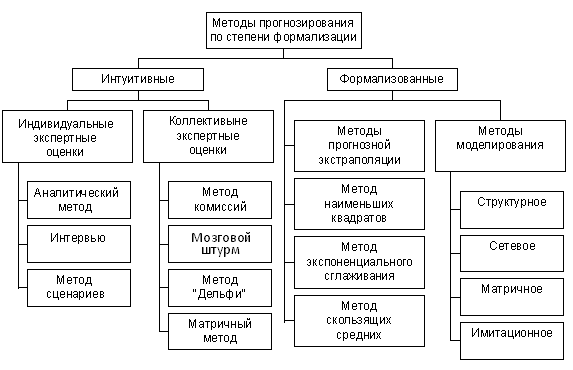 Методы прогнозирования
по степени формализации
Интуитивные
Формализованные
Индивидуальные
экспертные
оценки
Коллективыне
экспертные
оценки
Методы
прогнозной
экстраполяции
Методы
моделирования
Аналитический
метод
Интервью
Метод
сценариев
Метод
комиссий
Мозговой
штурм
Метод
"Дельфи"
Матричный
метод
Метод
наименьших
квадратов
Метод
экспоненциального
сглаживания
Метод
скользящих
средних
Структурное
Сетевое
Матричное
Имитационное